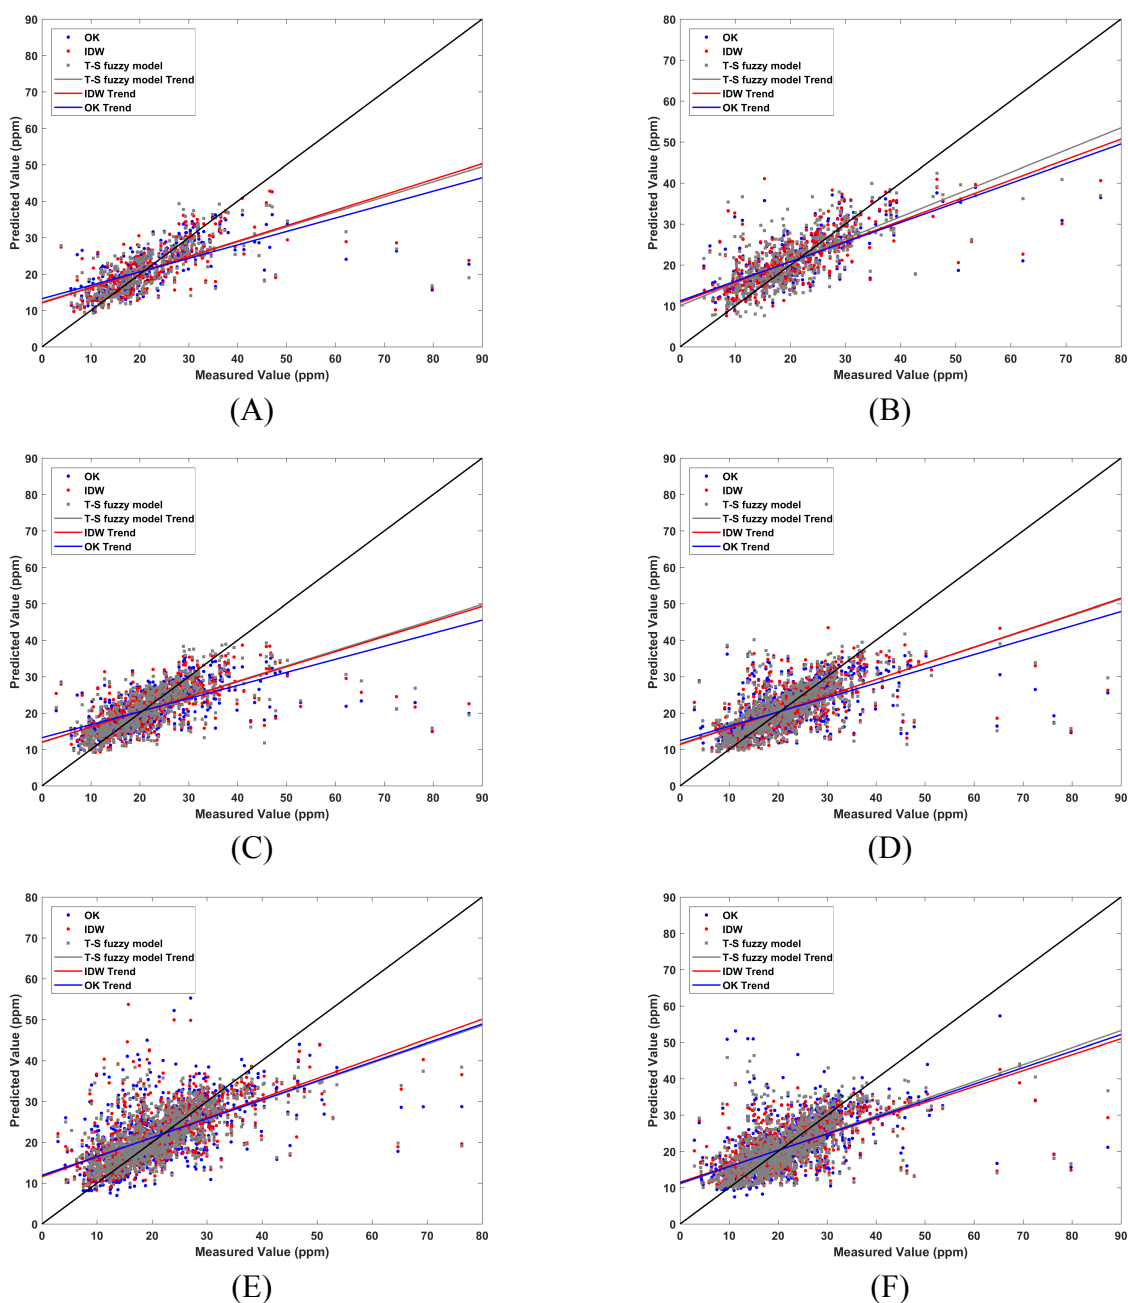 OK
IDW
T-S fuzzy model
T-S fuzzy model Trend
IDW Trend
OK Trend
90
80
70
60
50
40
30
20
10
0
Predicted Value (ppm)
0 10 20 30 40 50 60 70 80 90
Measured Value (ppm)
(A)
OK
IDW
T-S fuzzy model
T-S fuzzy model Trend
IDW Trend
OK Trend
80
70
60
50
40
30
20
10
0
Predicted Value (ppm)
0 10 20 30 40 50 60 70 80
Measured Value (ppm)
(B)
OK
IDW
T-S fuzzy model
T-S fuzzy model Trend
IDW Trend
OK Trend
90
80
70
60
50
40
30
20
10
0
Predicted Value (ppm)
0 10 20 30 40 50 60 70 80 90
Measured Value (ppm)
(C)
OK
IDW
T-S fuzzy model
T-S fuzzy model Trend
IDW Trend
OK Trend
90
80
70
60
50
40
30
20
10
0
Predicted Value (ppm)
0 10 20 30 40 50 60 70 80 90
Measured Value (ppm)
(D)
OK
IDW
T-S fuzzy model
T-S fuzzy model Trend
IDW Trend
OK Trend
80
70
60
50
40
30
20
10
0
Predicted Value (ppm)
0 10 20 30 40 50 60 70 80
Measured Value (ppm)
(E)
OK
IDW
T-S fuzzy model
T-S fuzzy model Trend
IDW Trend
OK Trend
90
80
70
60
50
40
30
20
10
0
Predicted Value (ppm)
0 10 20 30 40 50 60 70 80 90
Measured Value (ppm)
(F)